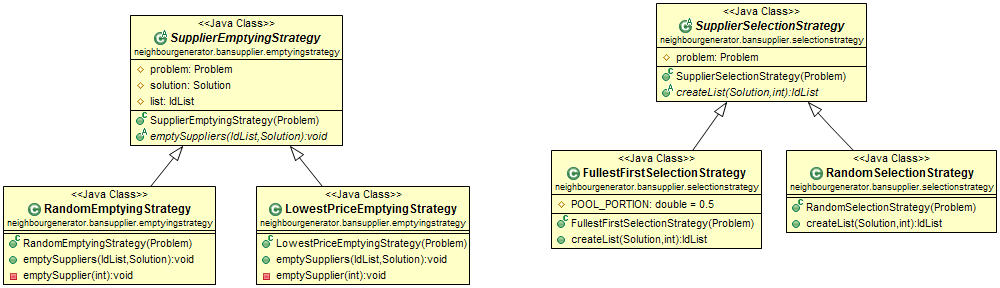 <<Java Class>>
SupplierEmptyingStrategy
neighbourgenerator.bansupplier.emptyingstrategy
problem: Problem
solution: Solution
list: IdList
SupplierEmptyingStrategy(Problem)
emptySuppliers(IdList,Solution):void
<<Java Class>>
RandomEmptyingStrategy
neighbourgenerator.bansupplier.emptyingstrategy
RandomEmptyingStrategy(Problem)
emptySuppliers(IdList,Solution):void
emptySupplier(int):void
<<Java Class>>
LowestPriceEmptyingStrategy
neighbourgenerator.bansupplier.emptyingstrategy
LowestPriceEmptyingStrategy(Problem)
emptySuppliers(IdList,Solution):void
emptySupplier(int):void
<<Java Class>>
SupplierSelectionStrategy
neighbourgenerator.bansupplier.selectionstrategy
problem: Problem
SupplierSelectionStrategy(Problem)
createList(Solution,int):IdList
<<Java Class>>
FullestFirstSelectionStrategy
neighbourgenerator.bansupplier.selectionstrategy
POOL_PORTION: double = 0.5
FullestFirstSelectionStrategy(Problem)
createList(Solution,int):IdList
<<Java Class>>
RandomSelectionStrategy
neighbourgenerator.bansupplier.selectionstrategy
RandomSelectionStrategy(Problem)
createList(Solution,int):IdList